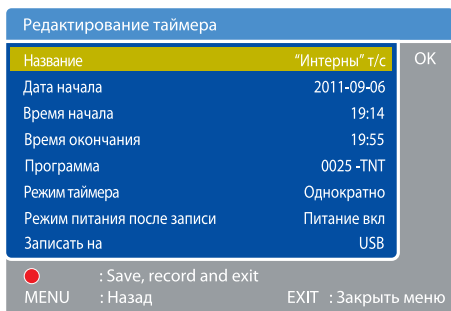 Редактирование таймера
Название "Интерны" т/с OK
Дата начала 2011-09-06
Время начала 19:14
Время окончания 19:55
Программа 0025 -TNT
Режим таймера Однократно
Режим питания после записи Питание вкл
Записать на USB
: Save, record and exit
MENU : Назад EXIT : Закрыть меню